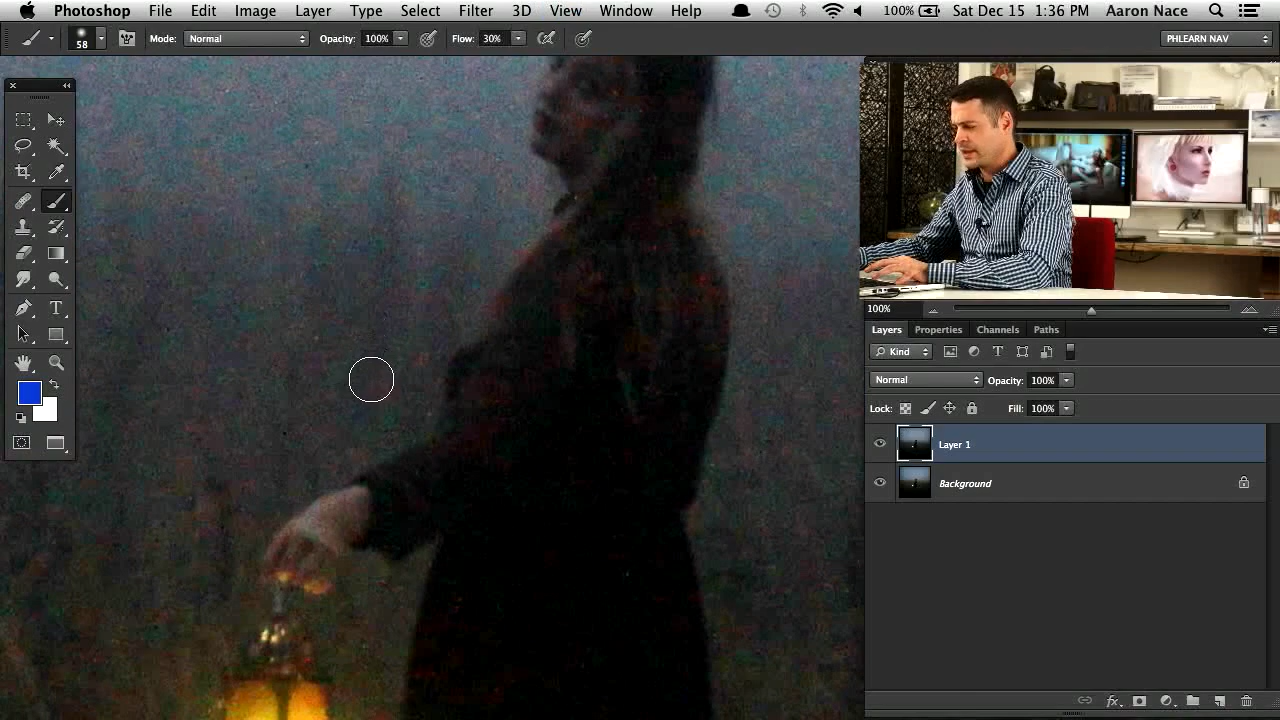 Photoshop File Edit Image Layer Type Select Filter 3D View Window Help 100% Sat Dec 15 1:36 PM Aaron Nace
58 Mode: Normal Opacity: 100% Flow: 30% PHLEARN NAV
100%
Layers Properties Channels Paths
Kind
Normal Opacity: 100%
Lock: Fill: 100%
Layer 1
Background
fx